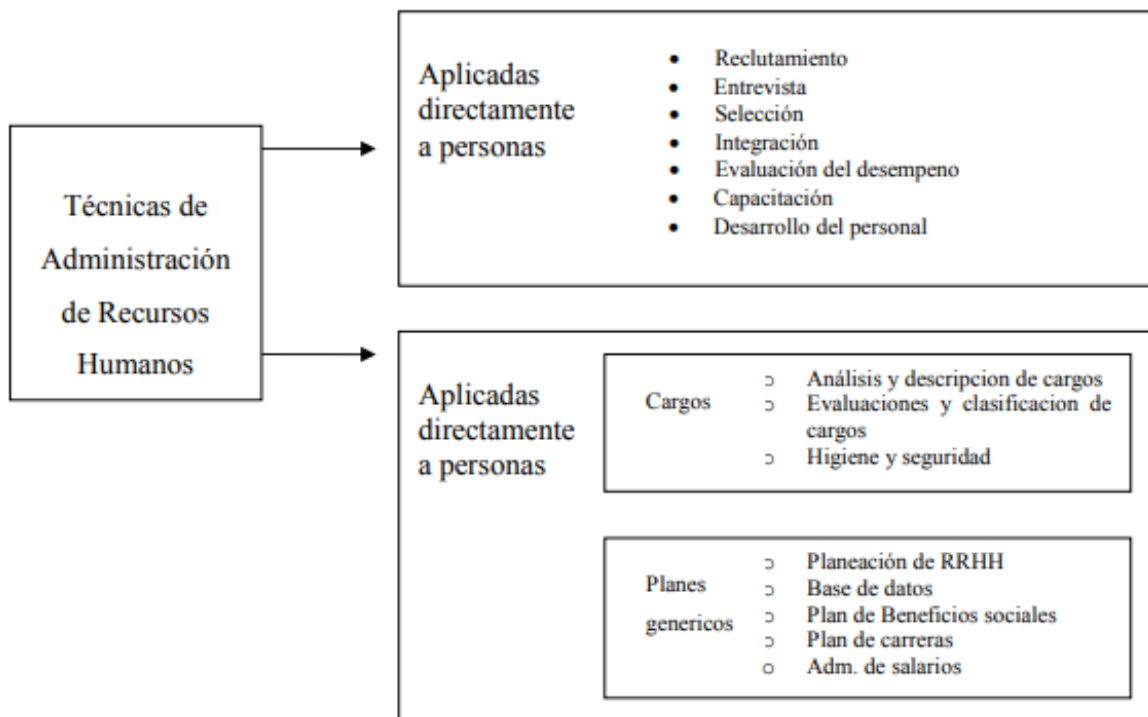 Técnicas de
Administración
de Recursos
Humanos
Aplicadas
directamente
a personas
Reclutamiento
Entrevista
Selección
Integración
Evaluación del desempeno
Capacitación
Desarrollo del personal
Aplicadas
directamente
a personas
Cargos
Análisis y descripcion de cargos
Evaluaciones y clasificacion de
cargos
Higiene y seguridad
Planes
genericos
Planeación de RRHH
Base de datos
Plan de Beneficios sociales
Plan de carreras
Adm. de salarios